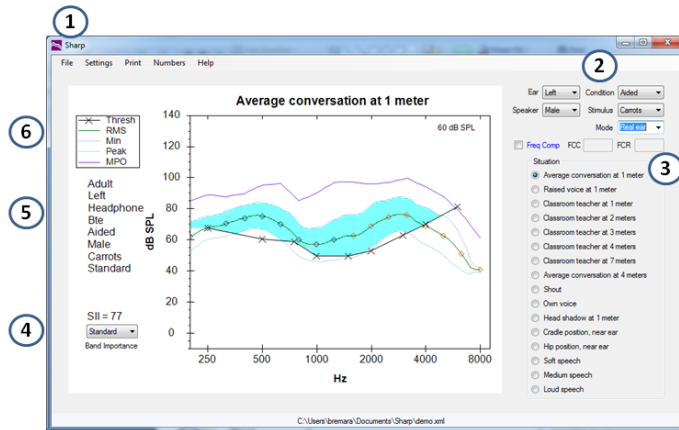 1
Sharp
File Settings Print Numbers Help
2
Ear Left Condition Aided
Speaker Male Stimulus Carrots
Mode Real ear
Freq Comp FCC FCR
3
Situation
Average conversation at 1 meter
Raised voice at 1 meter
Classroom teacher at 1 meter
Classroom teacher at 2 meters
Classroom teacher at 3 meters
Classroom teacher at 4 meters
Classroom teacher at 7 meters
Average conversation at 4 meters
Shout
Own voice
Head shadow at 1 meter
Cradle position, near ear
Hip position, near ear
Soft speech
Medium speech
Loud speech
Average conversation at 1 meter
60 dB SPL
6
Thresh
RMS
Min
Peak
MPO
5
Adult
Left
Headphone
Bte
Aided
Male
Carrots
Standard
SII = 77
4
Standard
Band Importance
dB SPL
140
120
100
80
60
40
20
0
250 500 1000 2000 4000 8000
Hz
C:\Users\bremara\Documents\Sharp\demo.xml